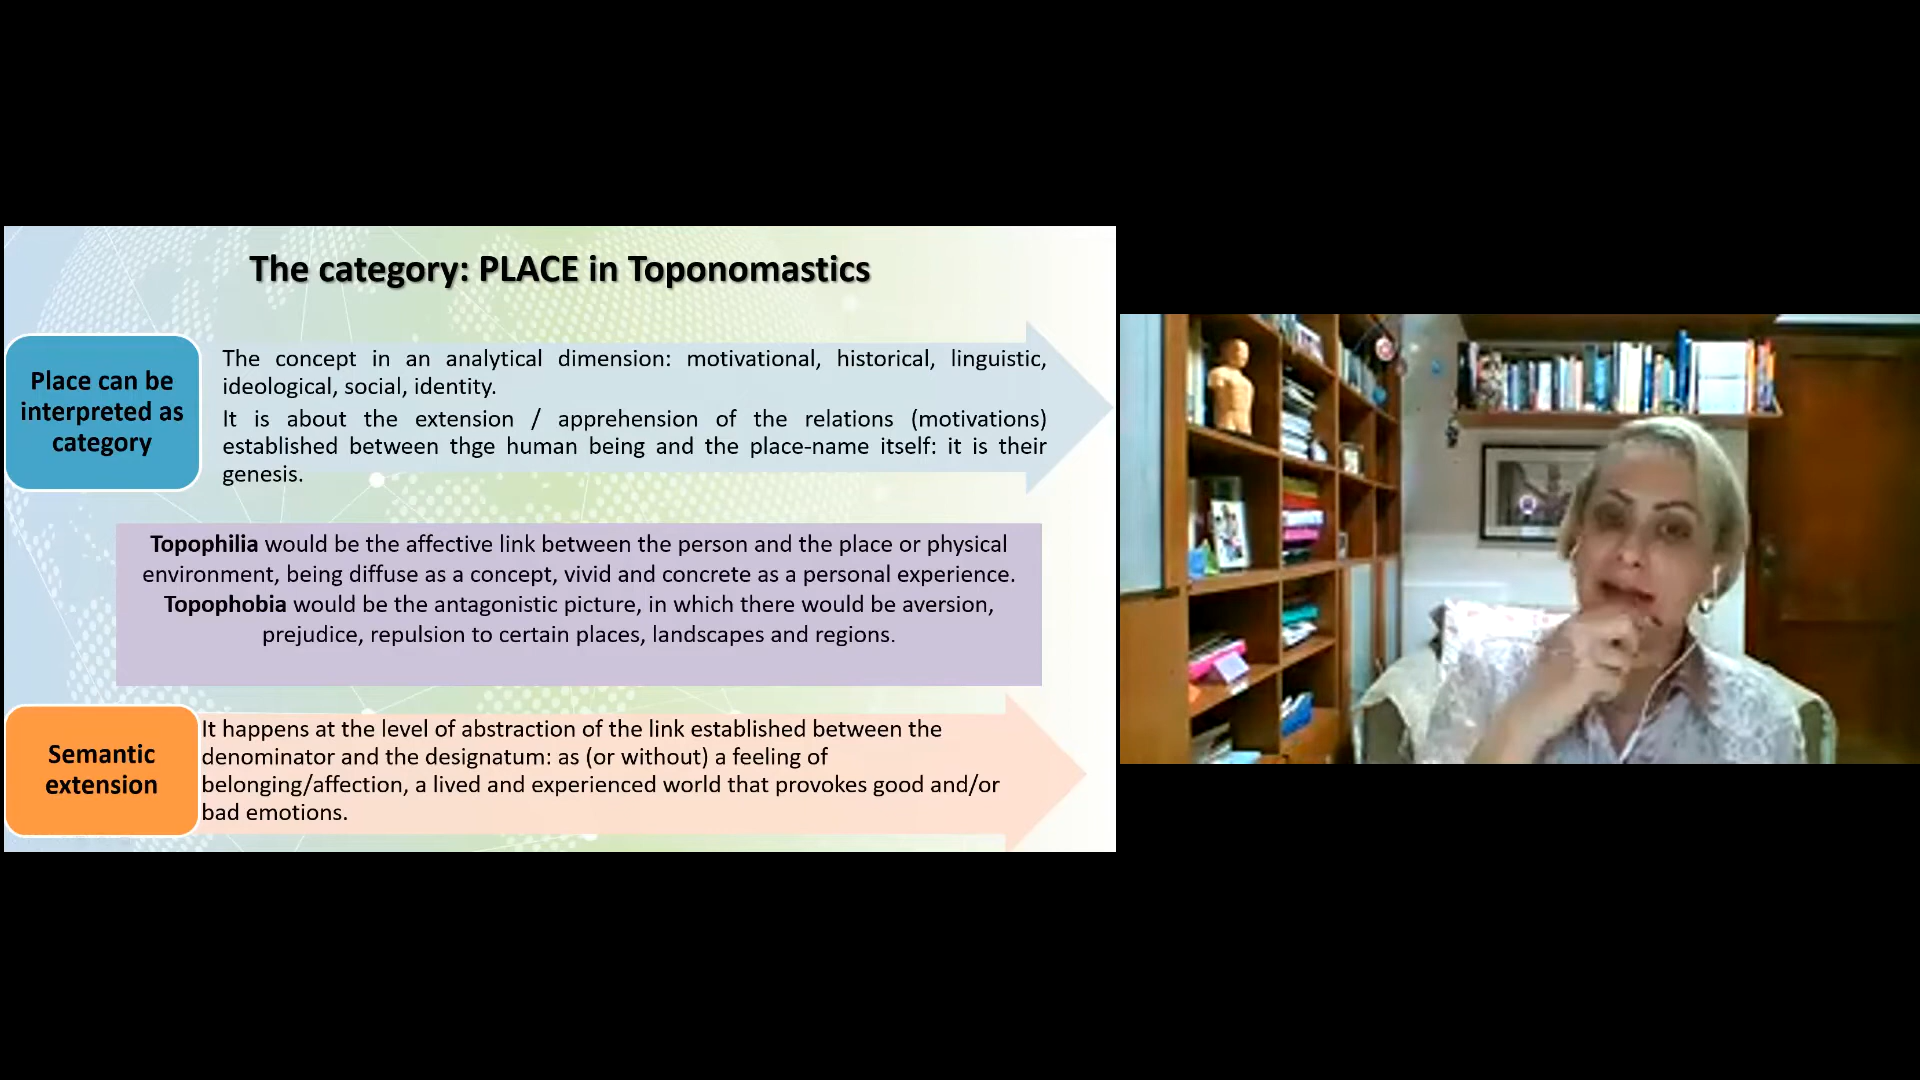 The category: PLACE in Toponomastics
Place can be
interpreted as
category
The concept in an analytical dimension: motivational, historical, linguistic,
ideological, social, identity.
It is about the extension / apprehension of the relations (motivations)
established between thge human being and the place-name itself: it is their
genesis.
Topophilia would be the affective link between the person and the place or physical
environment, being diffuse as a concept, vivid and concrete as a personal experience.
Topophobia would be the antagonistic picture, in which there would be aversion,
prejudice, repulsion to certain places, landscapes and regions.
Semantic
extension
It happens at the level of abstraction of the link established between the
denominator and the designatum: as (or without) a feeling of
belonging/affection, a lived and experienced world that provokes good and/or
bad emotions.